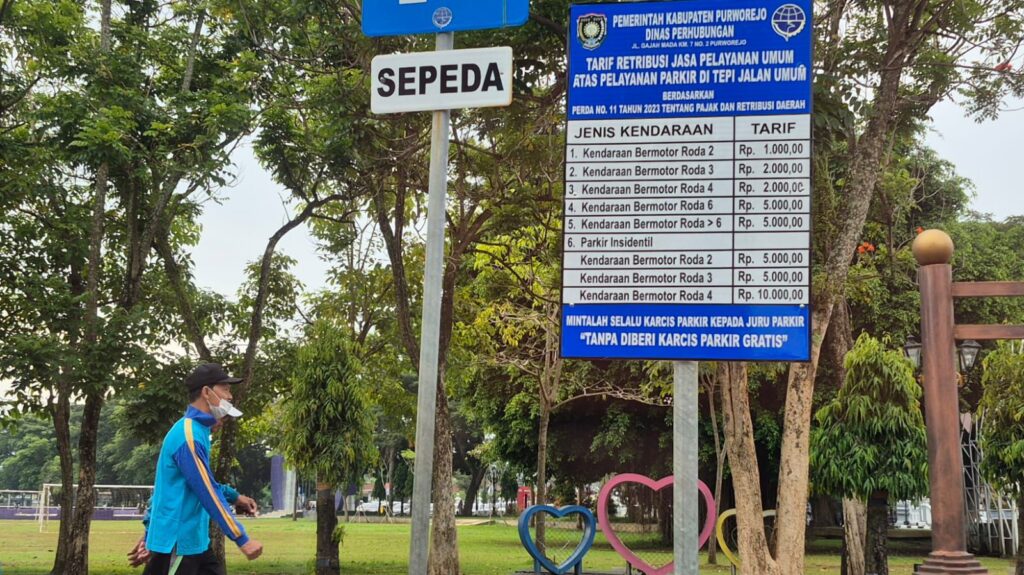 SEPEDA
PEMERINTAH KABUPATEN PURWOREJO
DINAS PERHUBUNGAN
JL. GAJAH MADA KM. 7 NO. 2 PURWOREJO
TARIF RETRIBUSI JASA PELAYANAN UMUM
ATAS PELAYANAN PARKIR DI TEPI JALAN UMUM
BERDASARKAN
PERDA NO. 11 TAHUN 2023 TENTANG PAJAK DAN RETRIBUSI DAERAH
JENIS KENDARAAN TARIF
1. Kendaraan Bermotor Roda 2 Rp. 1.000,00
2. Kendaraan Bermotor Roda 3 Rp. 2.000,00
3. Kendaraan Bermotor Roda 4 Rp. 2.000,00
4. Kendaraan Bermotor Roda 6 Rp. 5.000,00
5. Kendaraan Bermotor Roda > 6 Rp. 5.000,00
6. Parkir Insidentil
Kendaraan Bermotor Roda 2 Rp. 5.000,00
Kendaraan Bermotor Roda 3 Rp. 5.000,00
Kendaraan Bermotor Roda 4 Rp. 10.000,00
MINTALAH SELALU KARCIS PARKIR KEPADA JURU PARKIR
"TANPA DIBERI KARCIS PARKIR GRATIS"